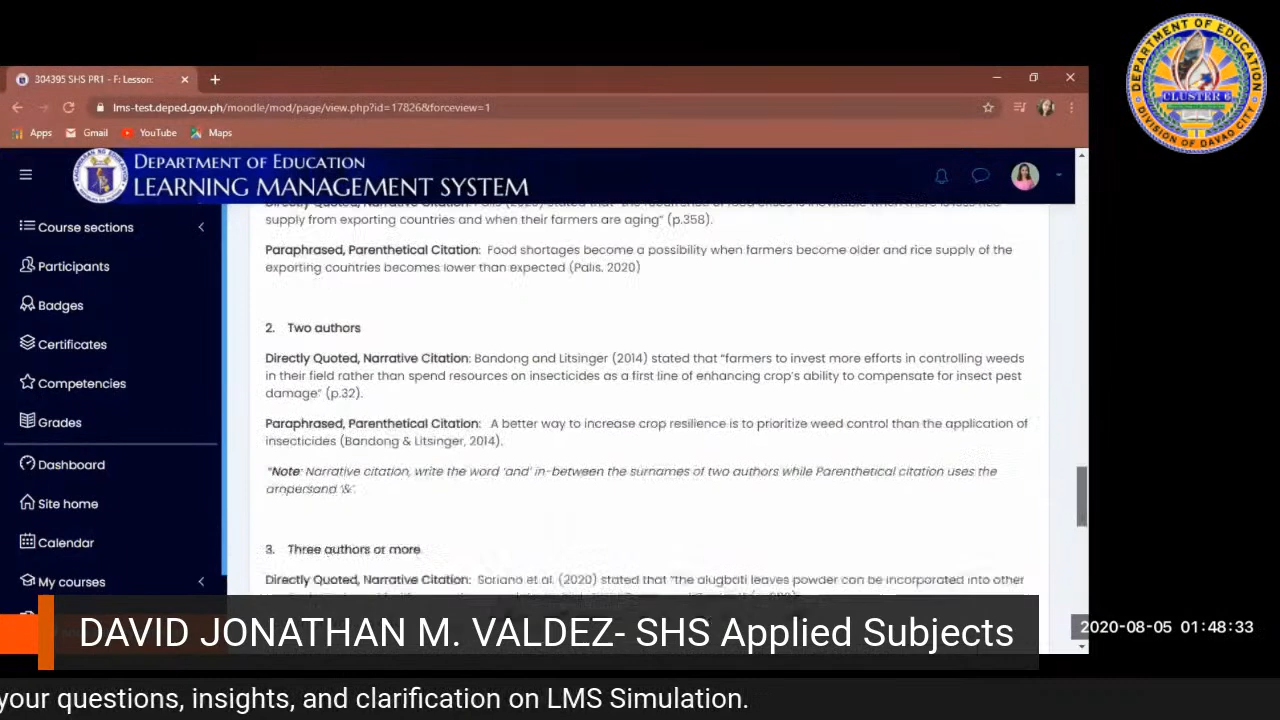 DEPARTMENT OF EDUCATION
CLUSTER 6
DIVISION OF DAVAO CITY
304395 SHS PR1 - F: Lesson:
lms-test.deped.gov.ph/moodle/mod/page/view.php?id=17826&forceview=1
Apps Gmail YouTube Maps
DEPARTMENT OF EDUCATION
LEARNING MANAGEMENT SYSTEM
Course sections
Participants
Badges
Certificates
Competencies
Grades
Dashboard
Site home
Calendar
My courses
Directly Quoted, Narrative Citation: Palis (2020) stated that
supply from exporting countries and when their farmers are aging” (p.358).
Paraphrased, Parenthetical Citation: Food shortages become a possibility when farmers become older and rice supply of the
exporting countries becomes lower than expected (Palis, 2020)
2. Two authors
Directly Quoted, Narrative Citation: Bandong and Litsinger (2014) stated that “farmers to invest more efforts in controlling weeds
in their field rather than spend resources on insecticides as a first line of enhancing crop's ability to compensate for insect pest
damage” (p.32).
Paraphrased, Parenthetical Citation: A better way to increase crop resilience is to prioritize weed control than the application of
insecticides (Bandong & Litsinger, 2014).
*Note: Narrative citation, write the word ‘and’ in-between the surnames of two authors while Parenthetical citation uses the
ampersand ‘&’.
3. Three authors or more
Directly Quoted, Narrative Citation: Soriano et al. (2020) stated that “the alugbati leaves powder can be incorporated into other
DAVID JONATHAN M. VALDEZ- SHS Applied Subjects
2020-08-05 01:48:33
your questions, insights, and clarification on LMS Simulation.